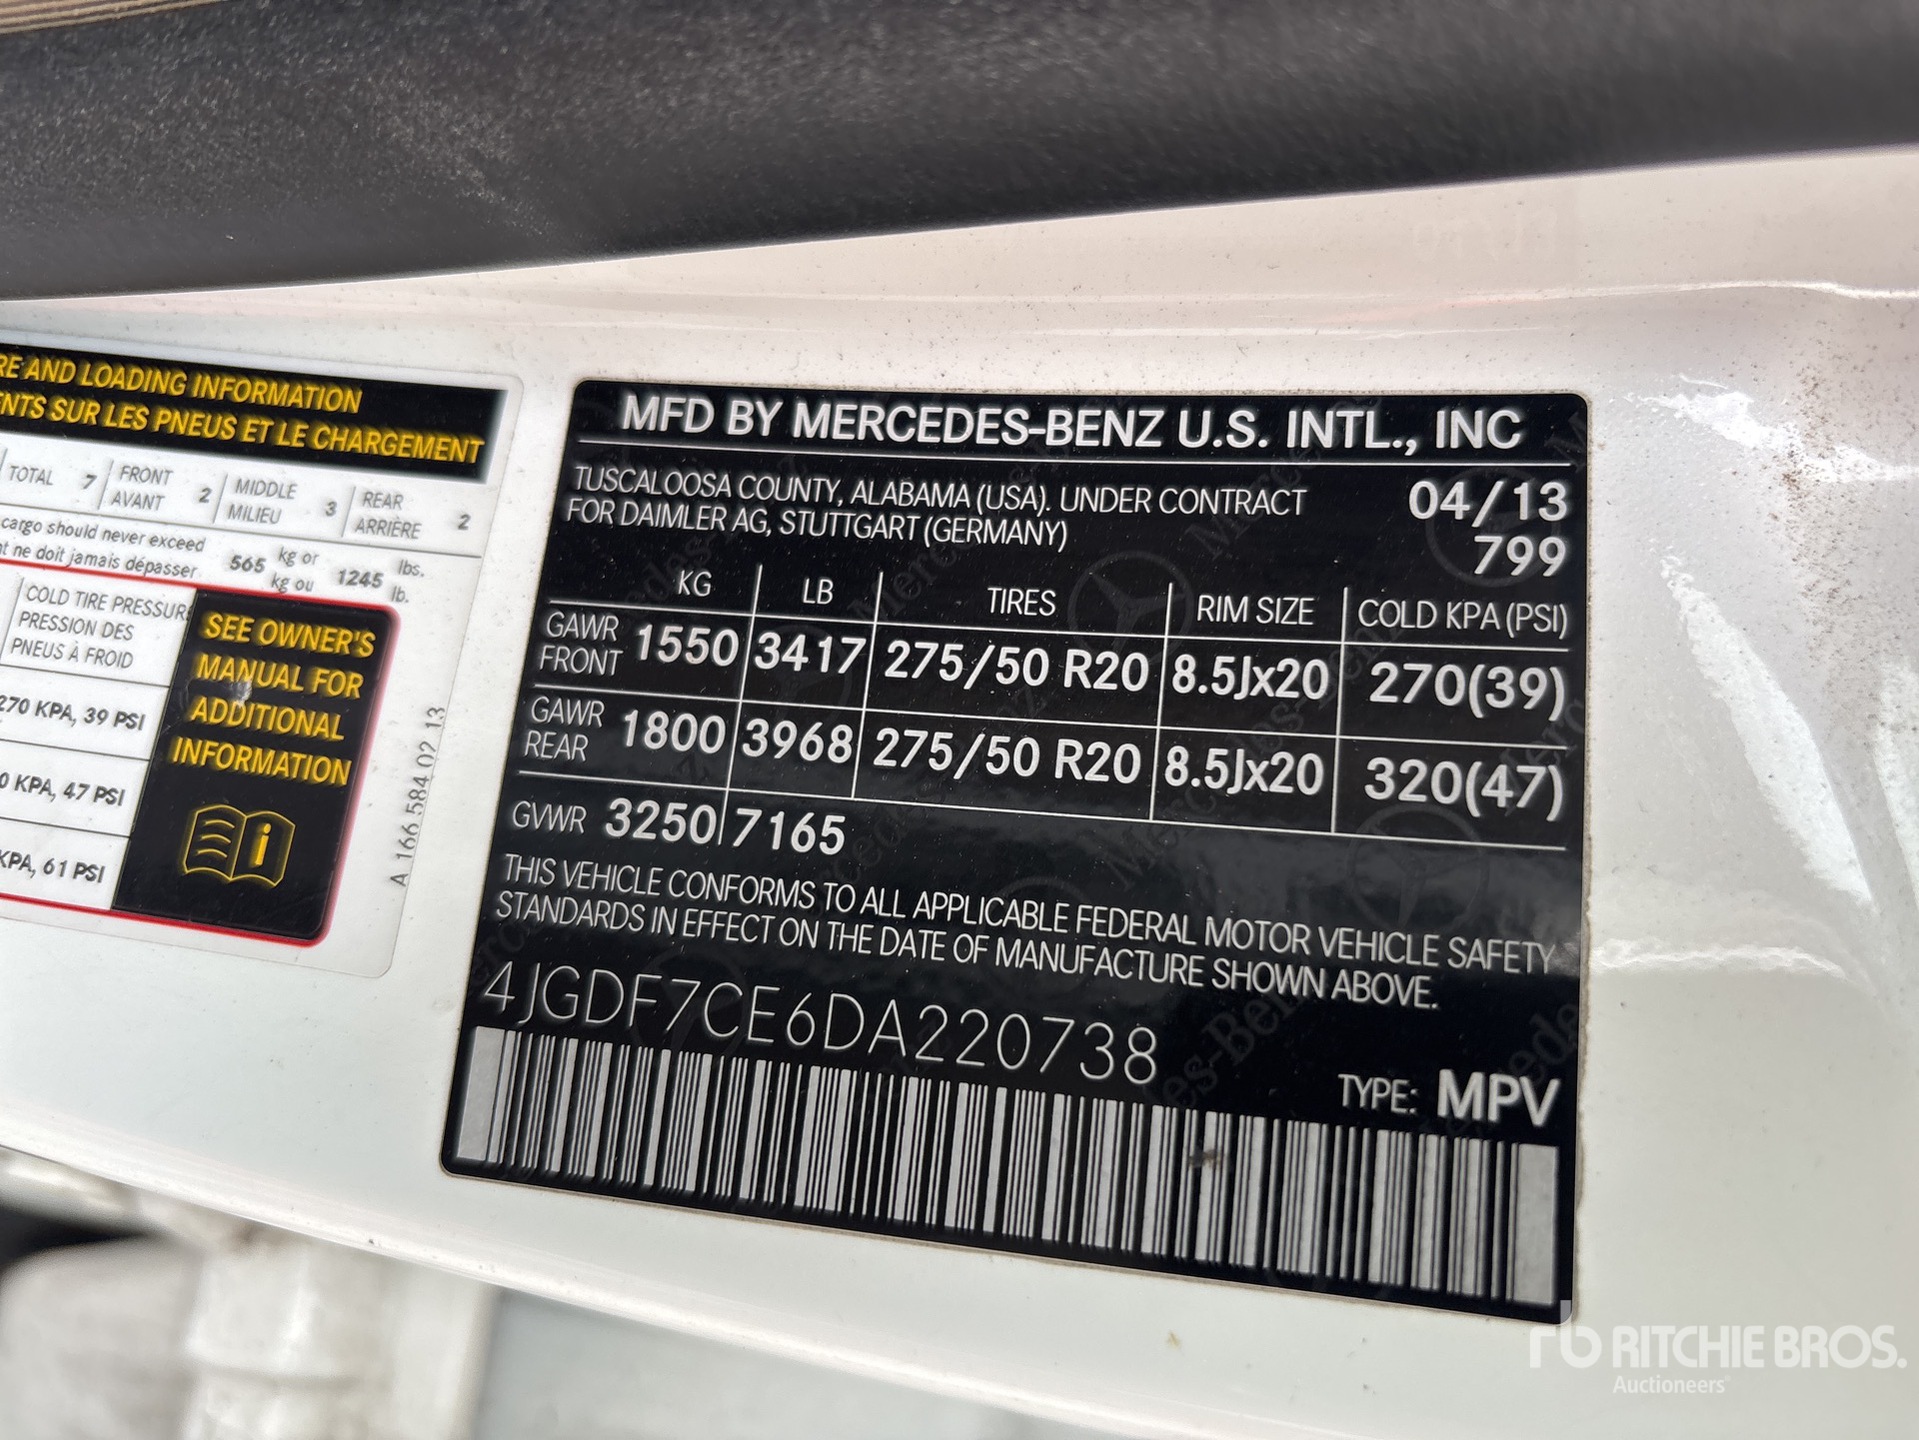 RE AND LOADING INFORMATION
ENTS SUR LES PNEUS ET LE CHARGEMENT
TOTAL 7 FRONT AVANT 2 MIDDLE MILIEU 3 REAR ARRIÈRE 2
cargo should never exceed
nt ne doit jamais dépasser 565 kg or kg ou 1245 lbs. lb.
COLD TIRE PRESSURE
PRESSION DES
PNEUS À FROID
270 KPA, 39 PSI
0 KPA, 47 PSI
KPA, 61 PSI
SEE OWNER'S
MANUAL FOR
ADDITIONAL
INFORMATION
A 166 584 02 13
MFD BY MERCEDES-BENZ U.S. INTL., INC
TUSCALOOSA COUNTY, ALABAMA (USA). UNDER CONTRACT
FOR DAIMLER AG, STUTTGART (GERMANY)
04/13
799
KG LB TIRES RIM SIZE COLD KPA (PSI)
GAWR FRONT 1550 3417 275/50 R20 8.5Jx20 270(39)
GAWR REAR 1800 3968 275/50 R20 8.5Jx20 320(47)
GVWR 3250 7165
THIS VEHICLE CONFORMS TO ALL APPLICABLE FEDERAL MOTOR VEHICLE SAFETY
STANDARDS IN EFFECT ON THE DATE OF MANUFACTURE SHOWN ABOVE.
4JGDF7CE6DA220738
TYPE: MPV
rb RITCHIE BROS.
Auctioneers